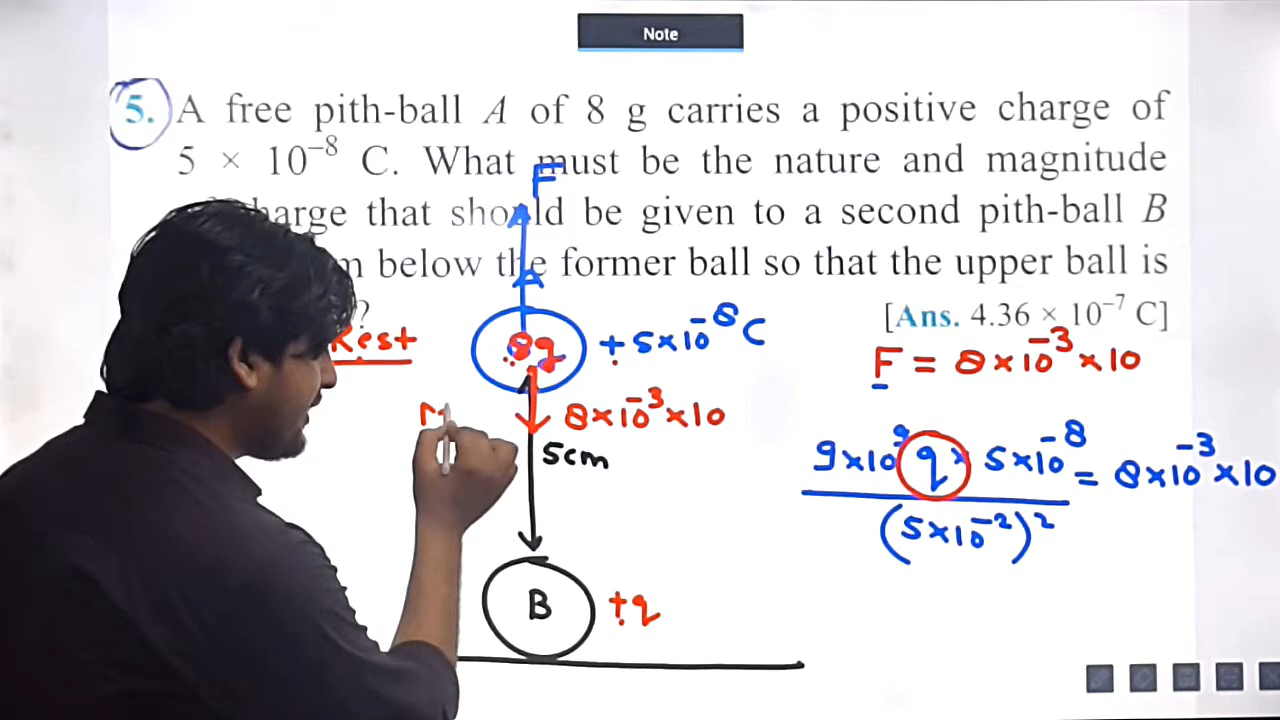 Note
5. A free pith-ball A of 8 g carries a positive charge of
5 × 10⁻⁸ C. What must be the nature and magnitude
harge that should be given to a second pith-ball B
m below the former ball so that the upper ball is
?
[Ans. 4.36 × 10⁻⁷ C]
F
Rest
8g
+5×10⁻⁸C
F = 8×10⁻³×10
8×10⁻³×10
5cm
9×10⁹ q × 5×10⁻⁸ = 8×10⁻³×10
(5×10⁻²)²
B
+q